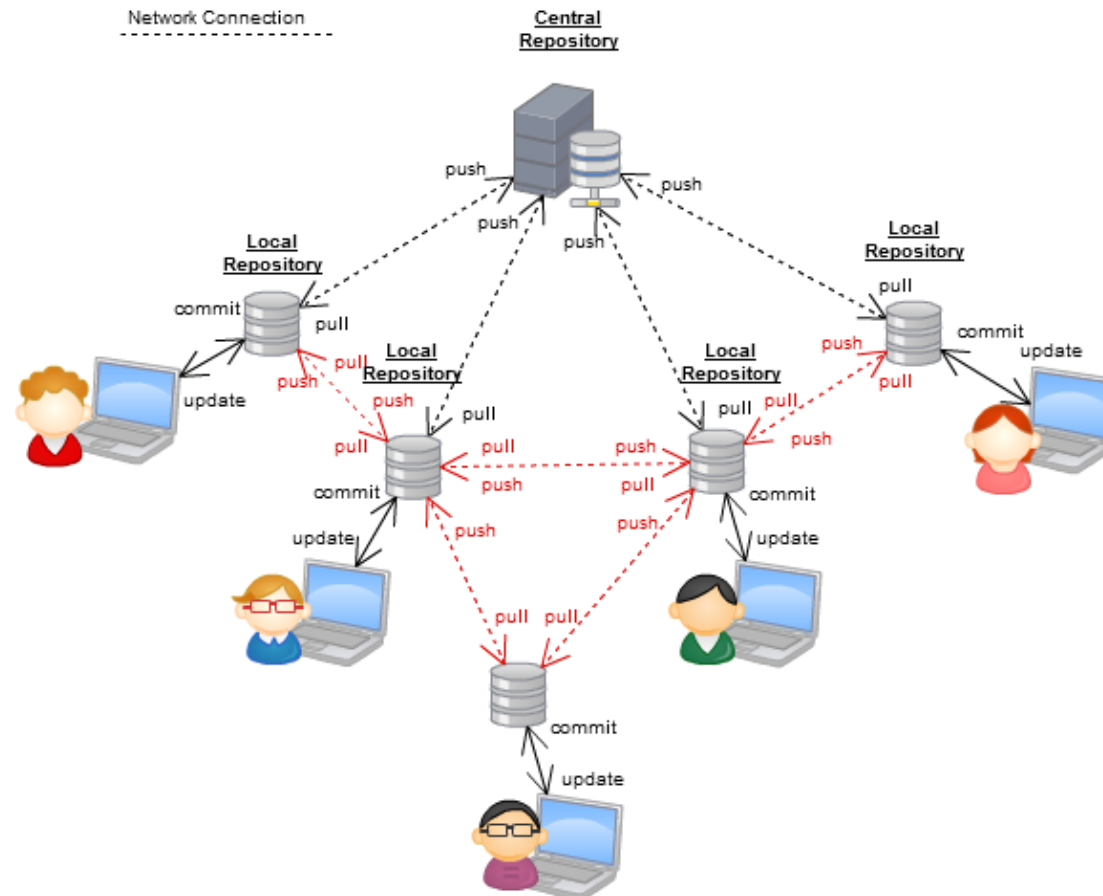 Network Connection
Central
Repository
push
push
push
push
Local
Repository
Local
Repository
commit
pull
pull
commit
update
pull
push
update
Local
Repository
Local
Repository
push
pull
push
pull
pull
pull
pull
push
pull
push
push
pull
commit
push
commit
update
push
update
pull
pull
commit
update